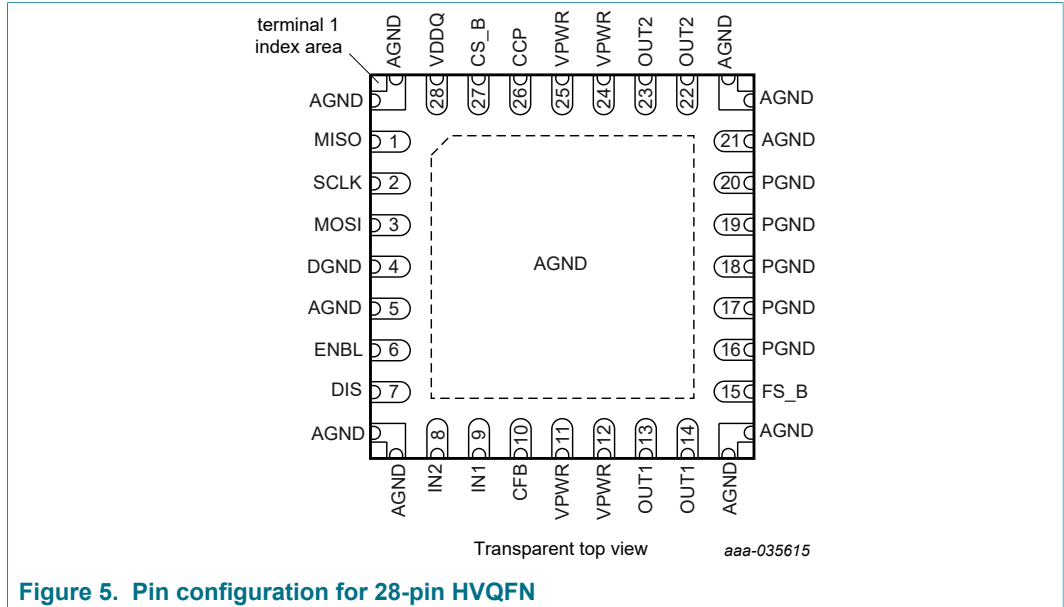 terminal 1
index area
AGND
VDDQ
CS_B
CCP
VPWR
VPWR
OUT2
OUT2
AGND
28
27
26
25
24
23
22
AGND
AGND
MISO 1
21 AGND
SCLK 2
20 PGND
MOSI 3
19 PGND
DGND 4
AGND
18 PGND
AGND 5
17 PGND
ENBL 6
16 PGND
DIS 7
15 FS_B
AGND
AGND
8
9
10
11
12
13
14
AGND
IN2
IN1
CFB
VPWR
VPWR
OUT1
OUT1
AGND
Transparent top view
aaa-035615
Figure 5. Pin configuration for 28-pin HVQFN